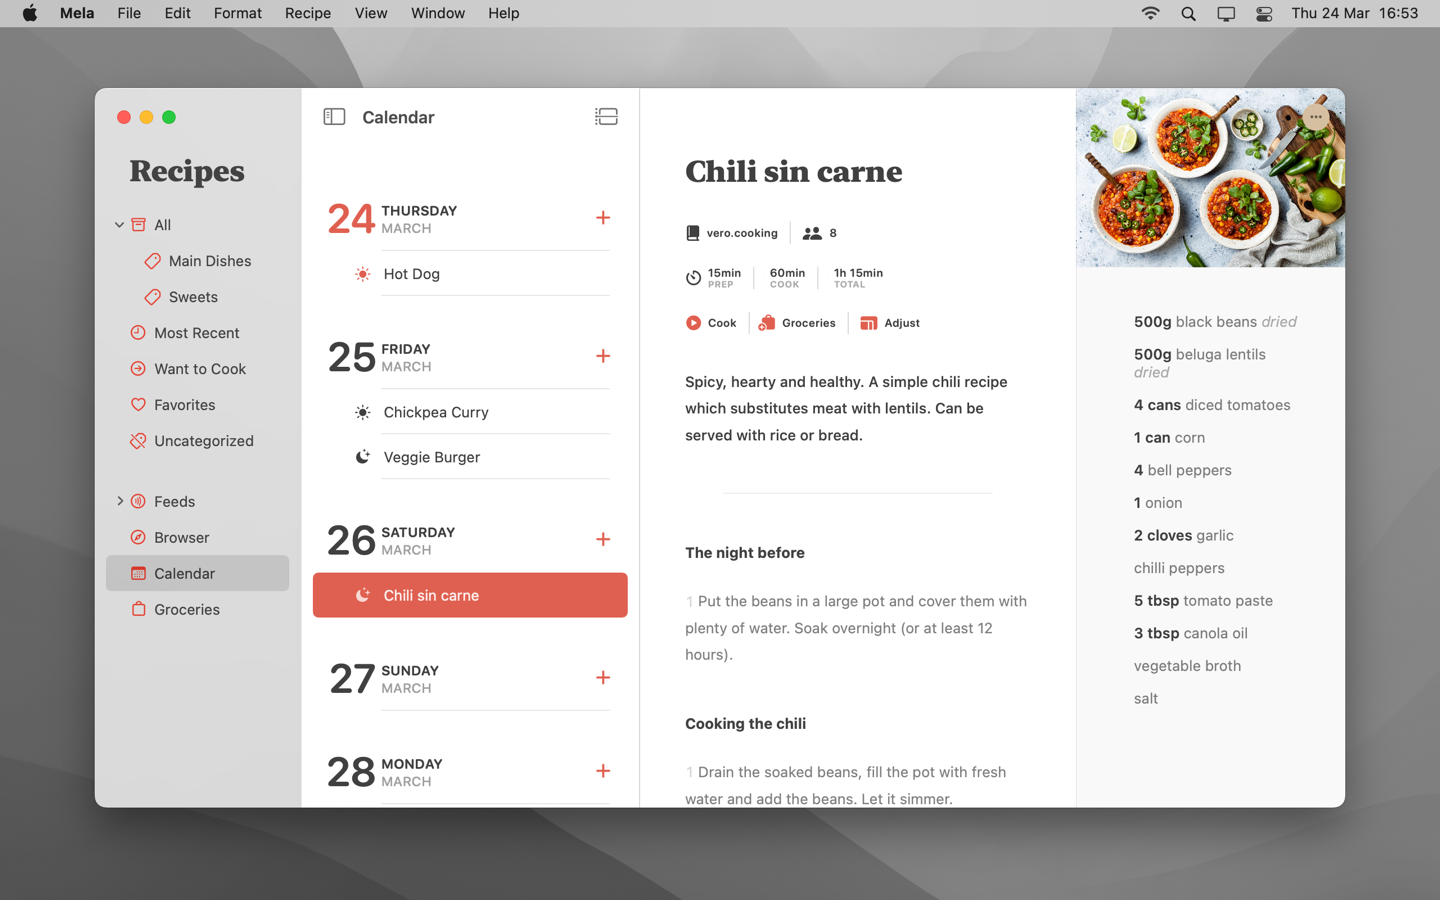 Mela File Edit Format Recipe View Window Help
Thu 24 Mar 16:53
Recipes
All
Main Dishes
Sweets
Most Recent
Want to Cook
Favorites
Uncategorized
Feeds
Browser
Calendar
Groceries
Calendar
24 THURSDAY
MARCH
Hot Dog
25 FRIDAY
MARCH
Chickpea Curry
Veggie Burger
26 SATURDAY
MARCH
Chili sin carne
27 SUNDAY
MARCH
28 MONDAY
MARCH
Chili sin carne
vero.cooking 8
15min 60min 1h 15min
PREP COOK TOTAL
Cook Groceries Adjust
Spicy, hearty and healthy. A simple chili recipe
which substitutes meat with lentils. Can be
served with rice or bread.
The night before
1 Put the beans in a large pot and cover them with
plenty of water. Soak overnight (or at least 12
hours).
Cooking the chili
1 Drain the soaked beans, fill the pot with fresh
water and add the beans. Let it simmer.
500g black beans dried
500g beluga lentils
dried
4 cans diced tomatoes
1 can corn
4 bell peppers
1 onion
2 cloves garlic
chilli peppers
5 tbsp tomato paste
3 tbsp canola oil
vegetable broth
salt